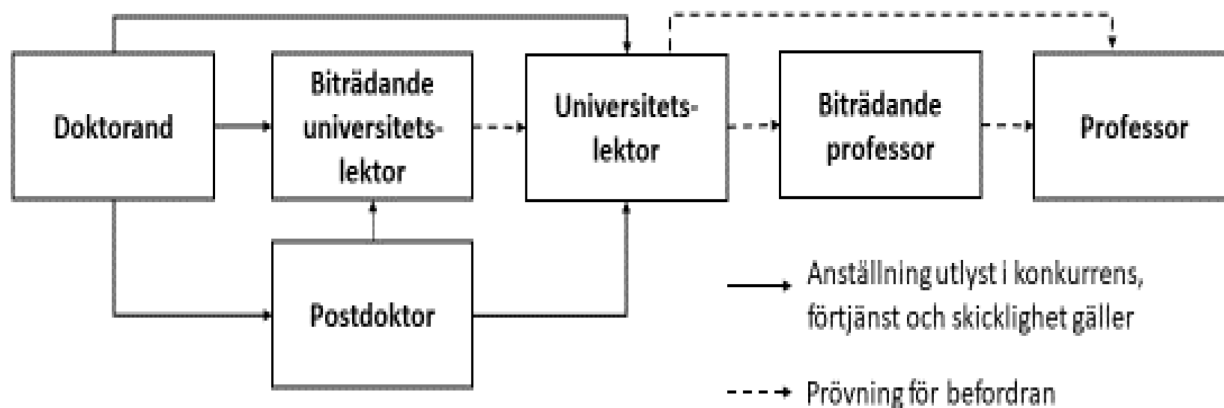 Doktorand
Biträdande
universitets-
lektor
Universitets-
lektor
Biträdande
professor
Professor
Postdoktor
Anställning utlyst i konkurrens,
förtjänst och skicklighet gäller
Prövning för befordran